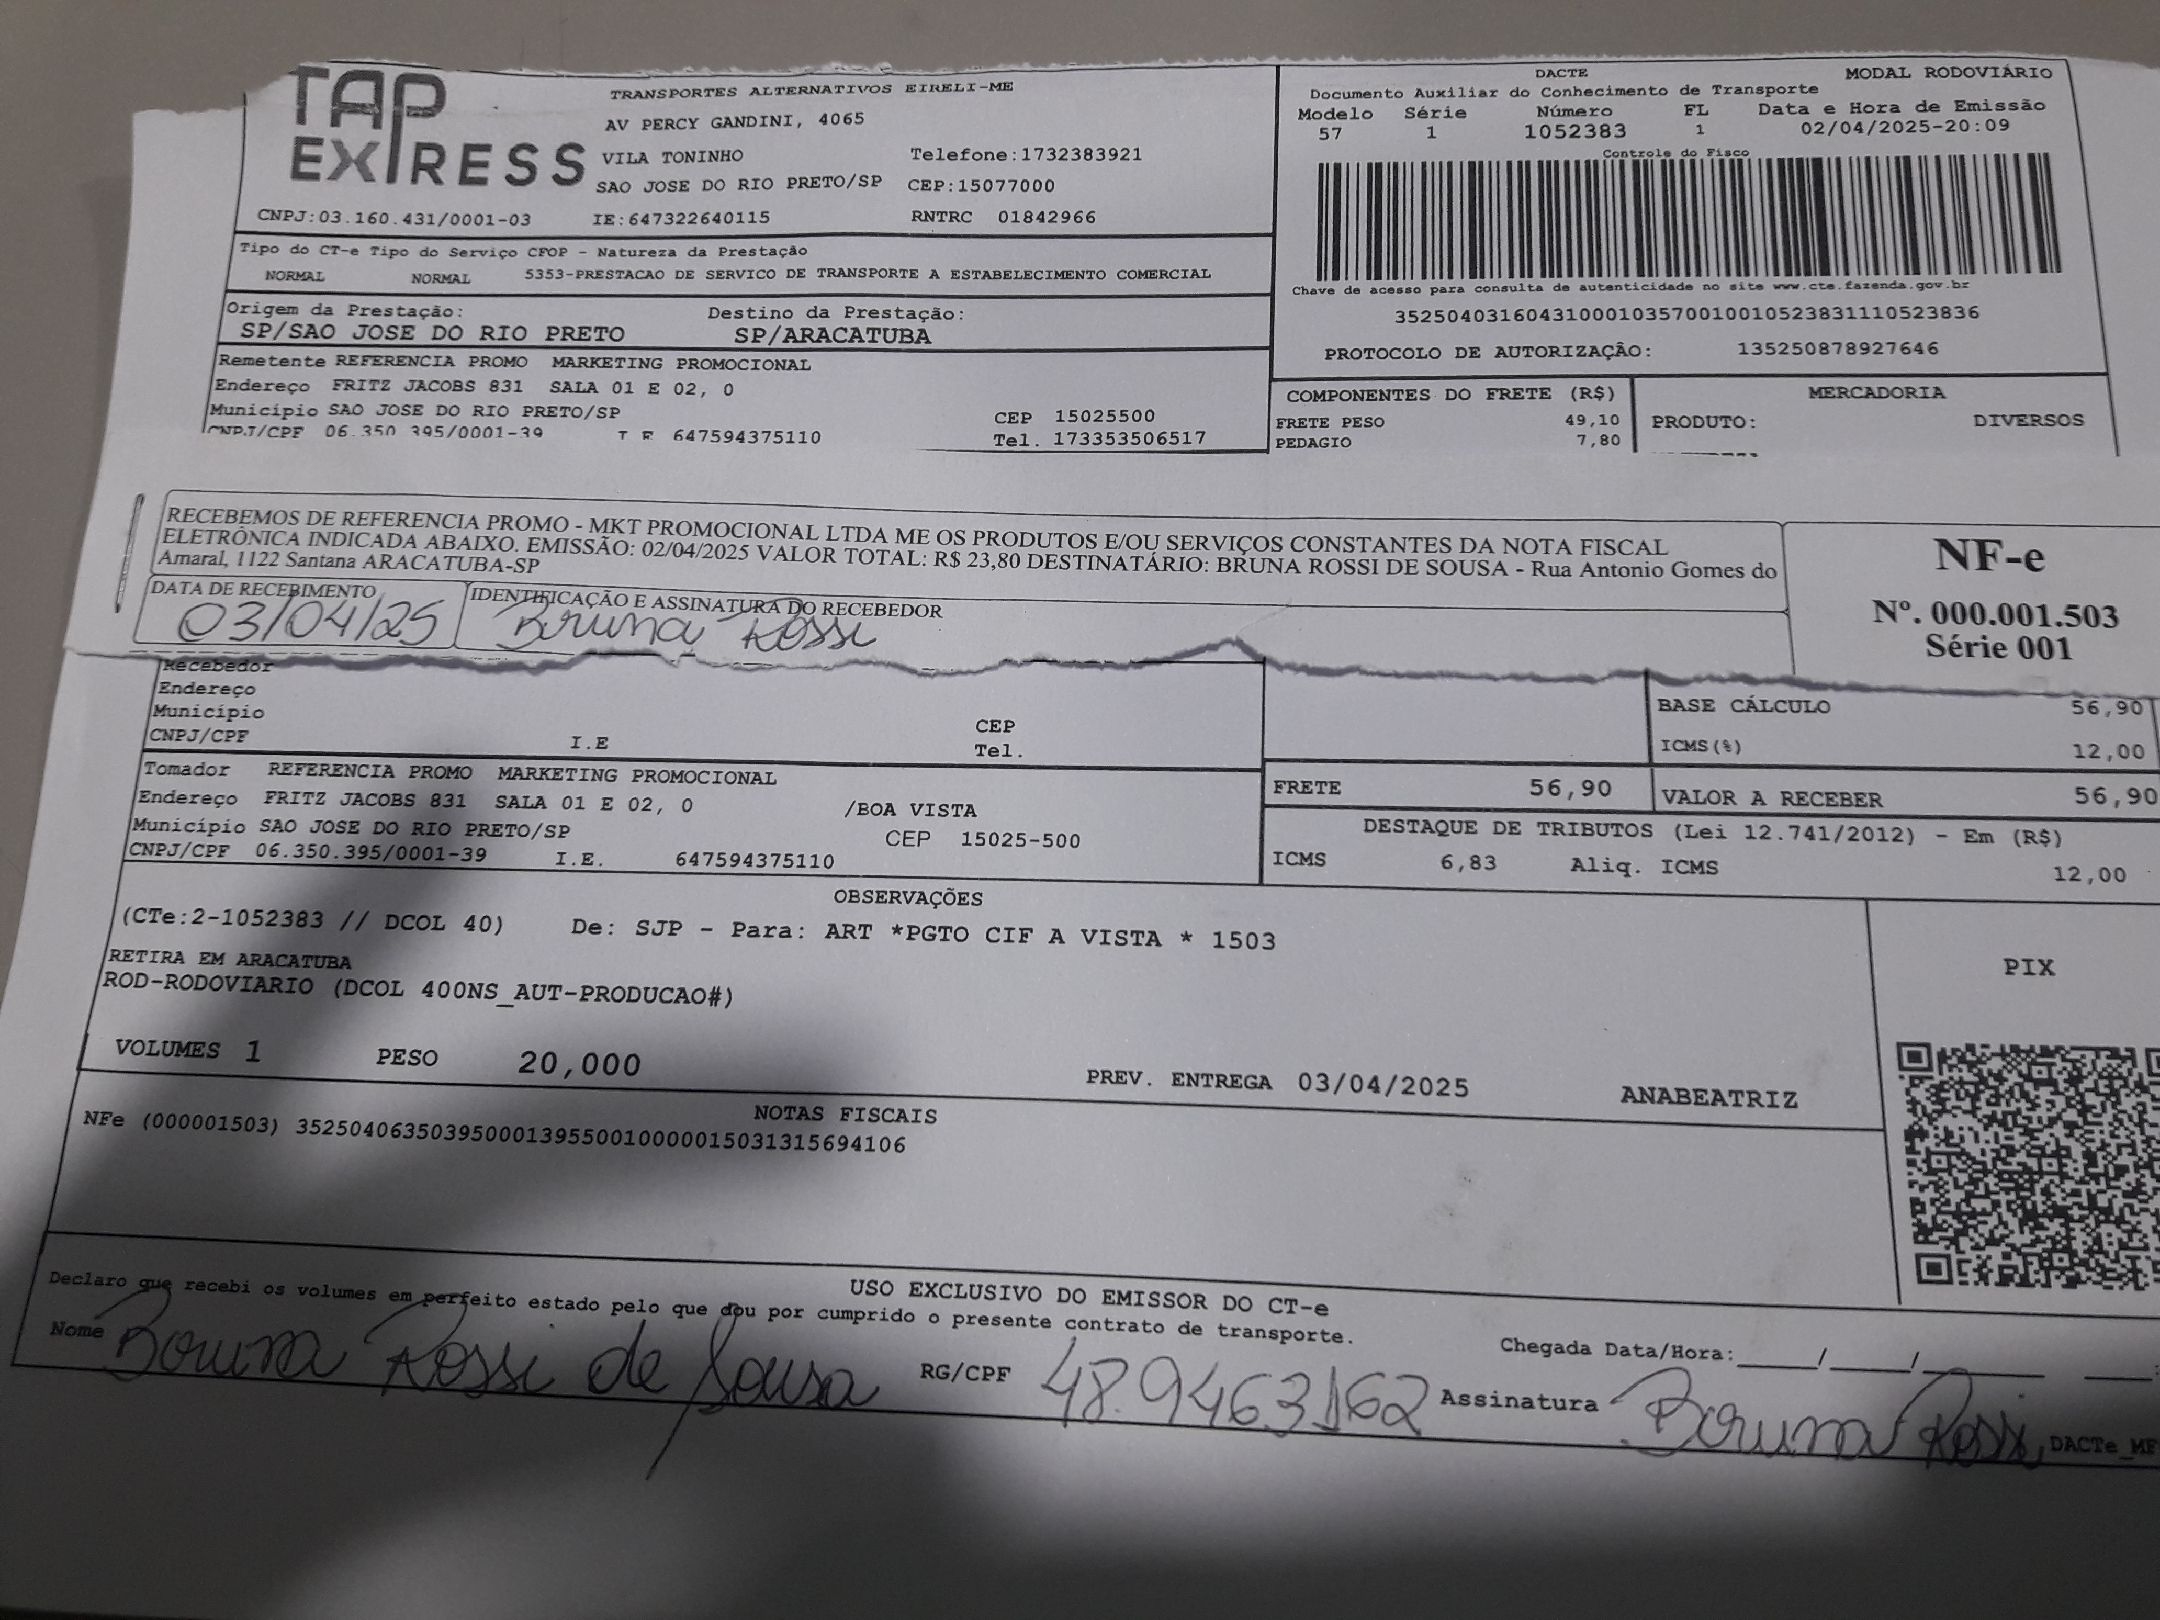 TAP EXPRESS
TRANSPORTES ALTERNATIVOS EIRELI-ME
AV PERCY GANDINI, 4065
VILA TONINHO Telefone:1732383921
SAO JOSE DO RIO PRETO/SP CEP:15077000
CNPJ:03.160.431/0001-03 IE:647322640115 RNTRC 01842966
DACTE MODAL RODOVIÁRIO
Documento Auxiliar do Conhecimento de Transporte
Modelo Série Número FL Data e Hora de Emissão
57 1 1052383 1 02/04/2025-20:09
Controle do Fisco
Chave de acesso para consulta de autenticidade no site www.cte.fazenda.gov.br
35250403160431000103570010010523831110523836
PROTOCOLO DE AUTORIZAÇÃO: 135250878927646
Tipo do CT-e Tipo do Serviço CFOP - Natureza da Prestação
NORMAL NORMAL 5353-PRESTACAO DE SERVICO DE TRANSPORTE A ESTABELECIMENTO COMERCIAL
Origem da Prestação: Destino da Prestação:
SP/SAO JOSE DO RIO PRETO SP/ARACATUBA
Remetente REFERENCIA PROMO MARKETING PROMOCIONAL
Endereço FRITZ JACOBS 831 SALA 01 E 02, 0
Município SAO JOSE DO RIO PRETO/SP CEP 15025500
CNPJ/CPF 06.350.395/0001-39 I.E 647594375110 Tel. 173353506517
COMPONENTES DO FRETE (R$) MERCADORIA
FRETE PESO 49,10 PRODUTO: DIVERSOS
PEDAGIO 7,80
RECEBEMOS DE REFERENCIA PROMO - MKT PROMOCIONAL LTDA ME OS PRODUTOS E/OU SERVIÇOS CONSTANTES DA NOTA FISCAL
ELETRÔNICA INDICADA ABAIXO. EMISSÃO: 02/04/2025 VALOR TOTAL: R$ 23,80 DESTINATÁRIO: BRUNA ROSSI DE SOUSA - Rua Antonio Gomes do
Amaral, 1122 Santana ARACATUBA-SP
DATA DE RECEBIMENTO IDENTIFICAÇÃO E ASSINATURA DO RECEBEDOR
03/04/25 Bruna Rossi
NF-e
Nº. 000.001.503
Série 001
Recebedor
Endereço
Município CEP
CNPJ/CPF I.E Tel.
BASE CÁLCULO 56,90
ICMS(%) 12,00
Tomador REFERENCIA PROMO MARKETING PROMOCIONAL
Endereço FRITZ JACOBS 831 SALA 01 E 02, 0 /BOA VISTA
Município SAO JOSE DO RIO PRETO/SP CEP 15025-500
CNPJ/CPF 06.350.395/0001-39 I.E. 647594375110
FRETE 56,90 VALOR A RECEBER 56,90
DESTAQUE DE TRIBUTOS (Lei 12.741/2012) - Em (R$)
ICMS 6,83 Aliq. ICMS 12,00
OBSERVAÇÕES
(CTe:2-1052383 // DCOL 40) De: SJP - Para: ART *PGTO CIF A VISTA * 1503
RETIRA EM ARACATUBA
ROD-RODOVIARIO (DCOL 400NS_AUT-PRODUCAO#)
PIX
VOLUMES 1 PESO 20,000 PREV. ENTREGA 03/04/2025 ANABEATRIZ
NOTAS FISCAIS
NFe (000001503) 35250406350395000139550010000015031315694106
USO EXCLUSIVO DO EMISSOR DO CT-e
Declaro que recebi os volumes em perfeito estado pelo que dou por cumprido o presente contrato de transporte.
Chegada Data/Hora:_____/_____/_______ ____
Nome Bruna Rossi de Sousa RG/CPF 48.9463162 Assinatura Bruna Rossi
DACTe_MF